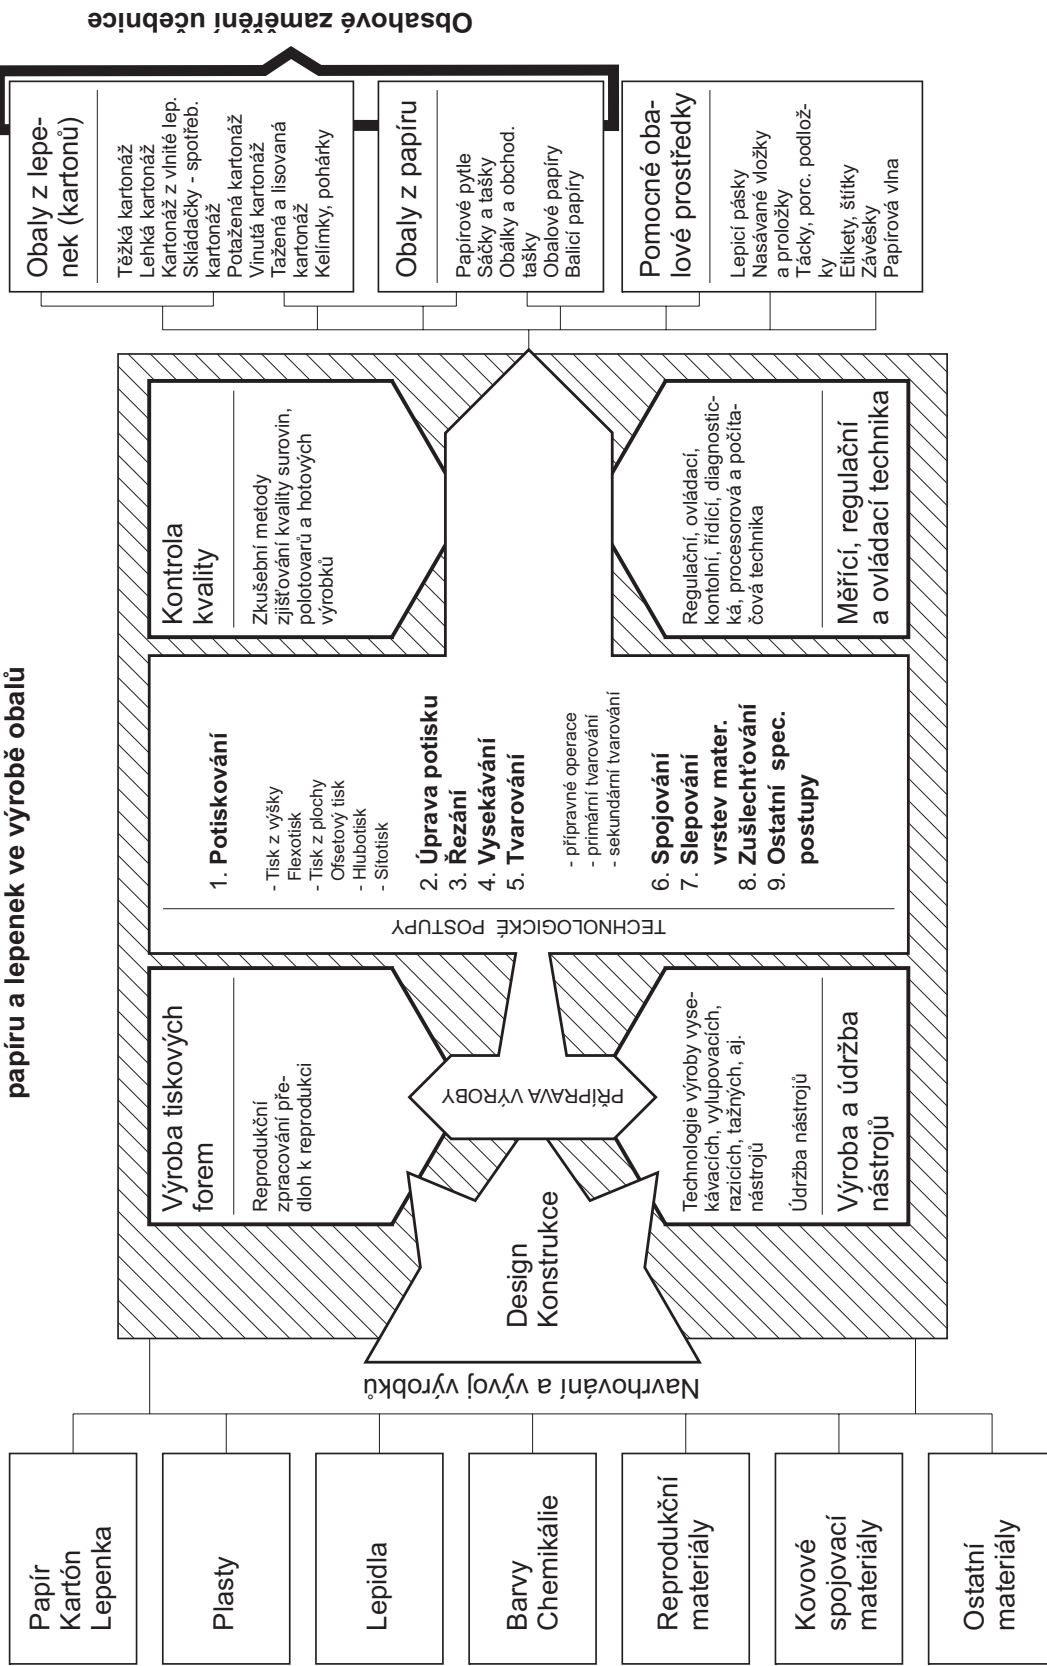 papíru a lepenek ve výrobě obalů
Papír
Kartón
Lepenka
Plasty
Lepidla
Barvy
Chemikálie
Reprodukční
materiály
Kovové
spojovací
materiály
Ostatní
materiály
Navrhování a vývoj výrobků
Design
Konstrukce
Výroba tiskových
forem
Reprodukční
zpracování pře-
dloh k reprodukci
PŘÍPRAVA VÝROBY
Technologie výroby vyse-
kávacích, vylupovacích,
razicích, tažných, aj.
nástrojů
Údržba nástrojů
Výroba a údržba
nástrojů
TECHNOLOGICKÉ POSTUPY
1. Potiskování
- Tisk z výšky
Flexotisk
- Tisk z plochy
Ofsetový tisk
- Hlubotisk
- Sítotisk
2. Úprava potisku
3. Řezání
4. Vysekávání
5. Tvarování
- přípravné operace
- primární tvarování
- sekundární tvarování
6. Spojování
7. Slepování
vrstev mater.
8. Zušlechťování
9. Ostatní spec.
postupy
Kontrola
kvality
Zkušební metody
zjišťování kvality surovin,
polotovarů a hotových
výrobků
Regulační, ovládací,
kontolní, řídící, diagnostic-
ká, procesorová a počíta-
čová technika
Měřící, regulační
a ovládací technika
Obaly z lepe-
nek (kartonů)
Těžká kartonáž
Lehká kartonáž
Kartonáž z vlnité lep.
Skládačky - spotřeb.
kartonáž
Potažená kartonáž
Vinutá kartonáž
Tažená a lisovaná
kartonáž
Kelímky, pohárky
Obaly z papíru
Papírové pytle
Sáčky a tašky
Obálky a obchod.
tašky
Obalové papíry
Balicí papíry
Pomocné oba-
lové prostředky
Lepicí pásky
Nasávané vložky
a proložky
Tácky, porc. podlož-
ky
Etikety, štítky
Závěsky
Papírová vlna
Obsahové zaměření učebnice